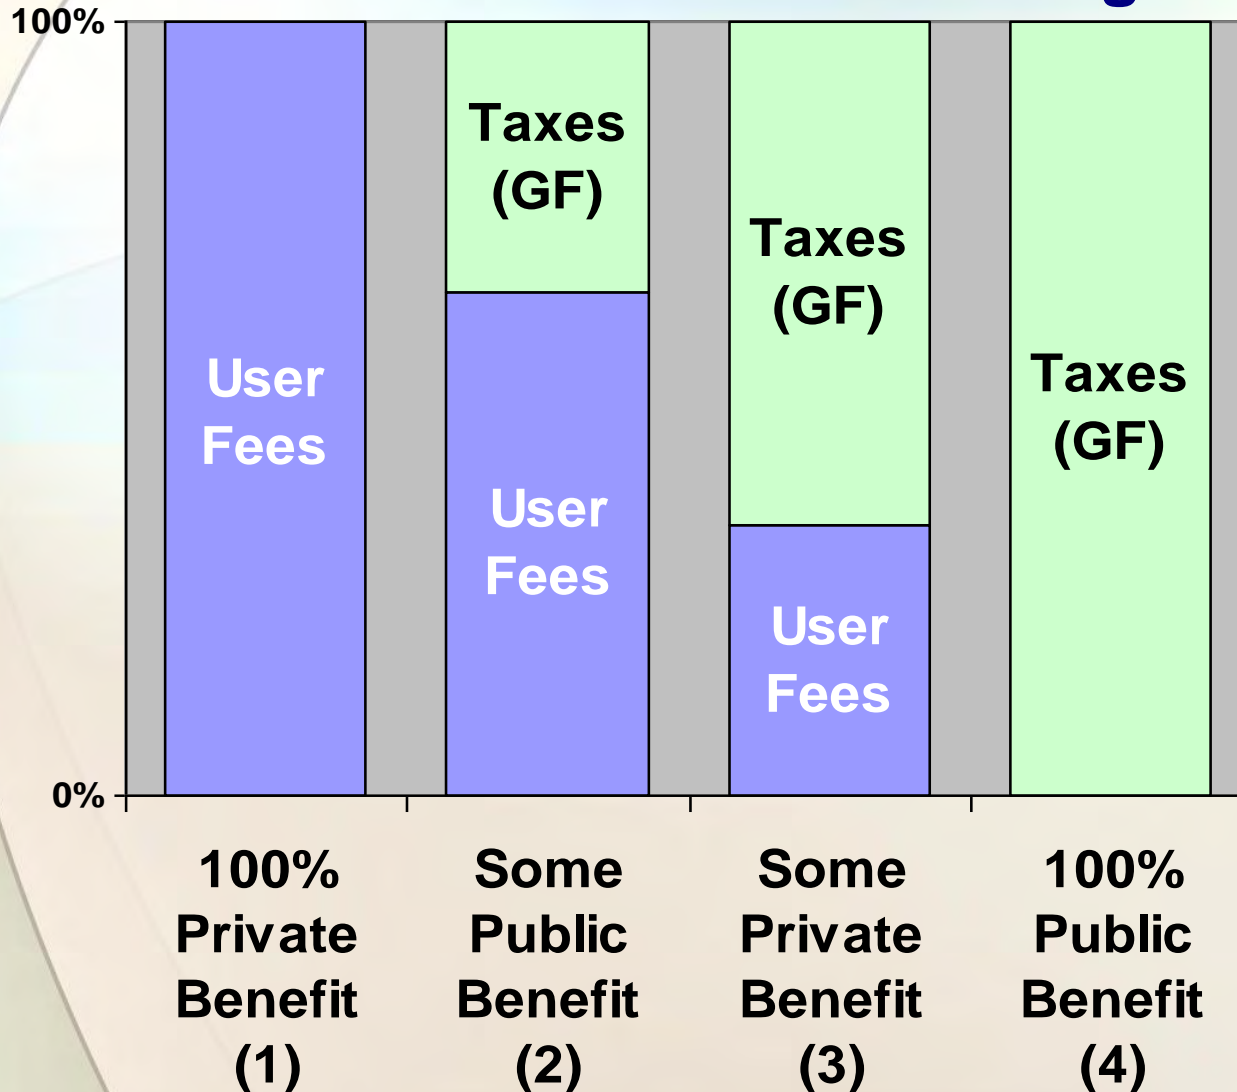 100%
Taxes
(GF)
Taxes
(GF)
User
Fees
Taxes
(GF)
User
Fees
User
Fees
0%
100%
Private
Benefit
(1)
Some
Public
Benefit
(2)
Some
Private
Benefit
(3)
100%
Public
Benefit
(4)